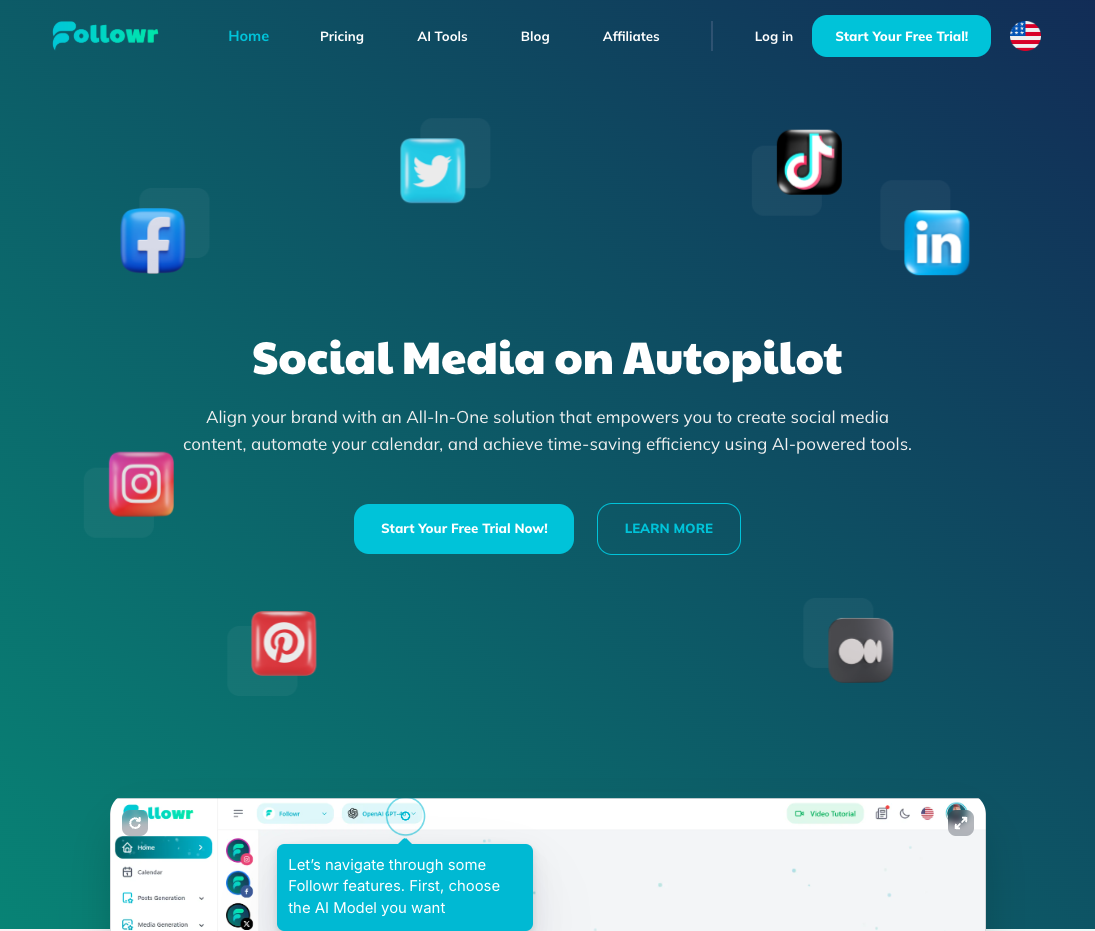 Followr
Home
Pricing
AI Tools
Blog
Affiliates
Log in
Start Your Free Trial!
Social Media on Autopilot
Align your brand with an All-In-One solution that empowers you to create social media
content, automate your calendar, and achieve time-saving efficiency using AI-powered tools.
Start Your Free Trial Now!
LEARN MORE
Followr
OpenAI
Video Tutorial
Home
Calendar
Posts Generation
Media Generation
Let's navigate through some
Followr features. First, choose
the AI Model you want